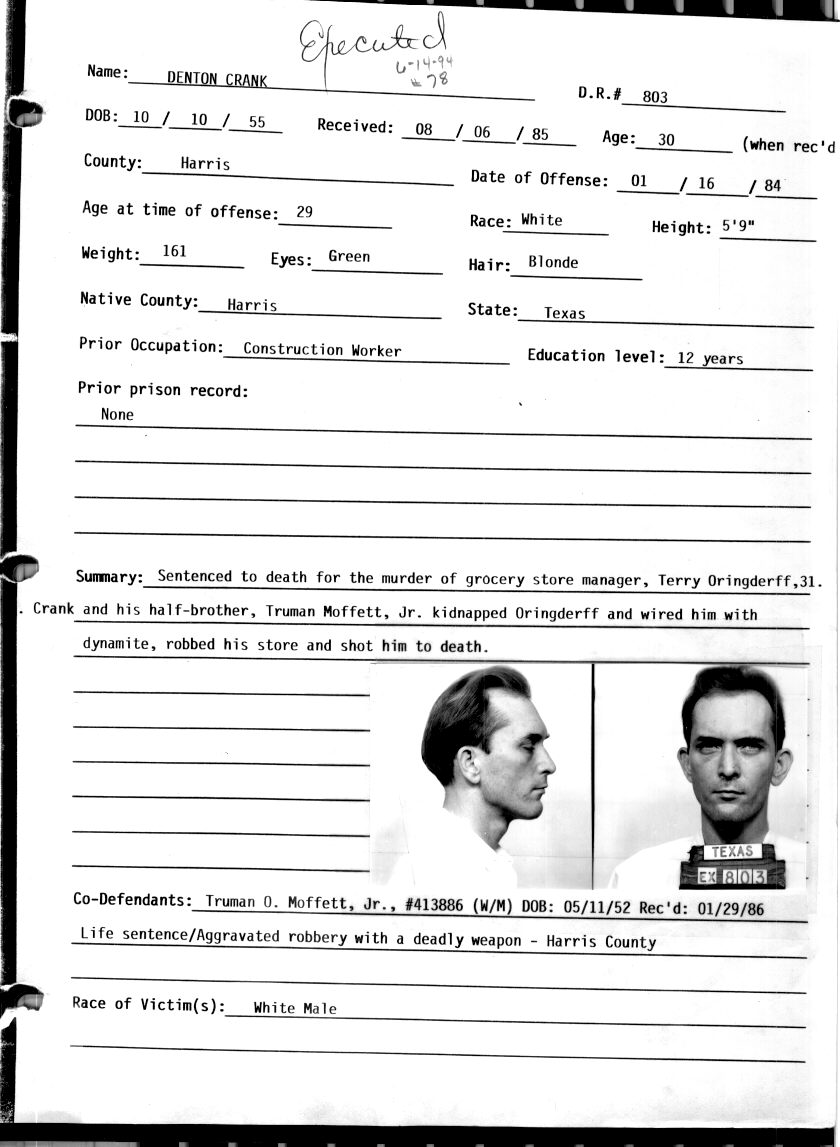 Executed
6-14-94
#78
Name: DENTON CRANK D.R.# 803
DOB: 10 / 10 / 55 Received: 08 / 06 / 85 Age: 30 (when rec'd
County: Harris Date of Offense: 01 / 16 / 84
Age at time of offense: 29 Race: White Height: 5'9"
Weight: 161 Eyes: Green Hair: Blonde
Native County: Harris State: Texas
Prior Occupation: Construction Worker Education level: 12 years
Prior prison record:
None
Summary: Sentenced to death for the murder of grocery store manager, Terry Oringderff,31.
. Crank and his half-brother, Truman Moffett, Jr. kidnapped Oringderff and wired him with
dynamite, robbed his store and shot him to death.
TEXAS
EX 803
Co-Defendants: Truman O. Moffett, Jr., #413886 (W/M) DOB: 05/11/52 Rec'd: 01/29/86
Life sentence/Aggravated robbery with a deadly weapon - Harris County
Race of Victim(s): White Male